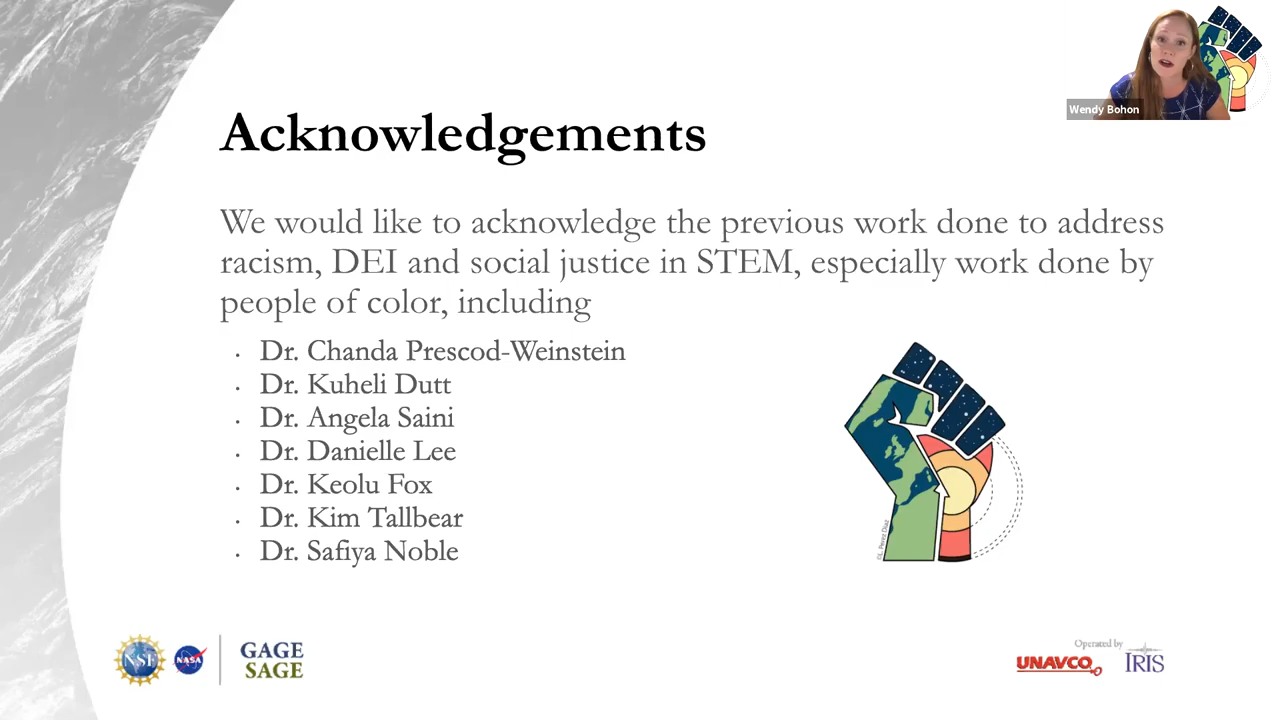 Wendy Bohon
Acknowledgements
We would like to acknowledge the previous work done to address
racism, DEI and social justice in STEM, especially work done by
people of color, including
· Dr. Chanda Prescod-Weinstein
· Dr. Kuheli Dutt
· Dr. Angela Saini
· Dr. Danielle Lee
· Dr. Keolu Fox
· Dr. Kim Tallbear
· Dr. Safiya Noble
NSF
NASA
GAGE
SAGE
Operated by
UNAVCO
IRIS